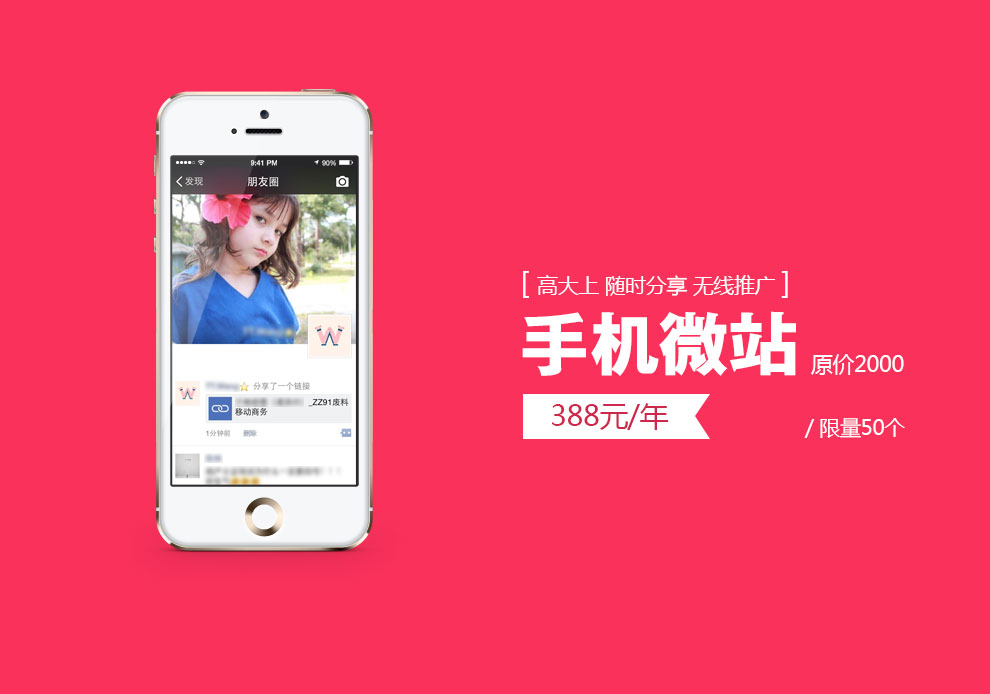 9:41 PM
90%
发现
朋友圈
W
W
分享了一个链接
_ZZ91废料
移动商务
1分钟前
删除
[ 高大上 随时分享 无线推广 ]
手机微站
原价2000
388元/年
/ 限量50个